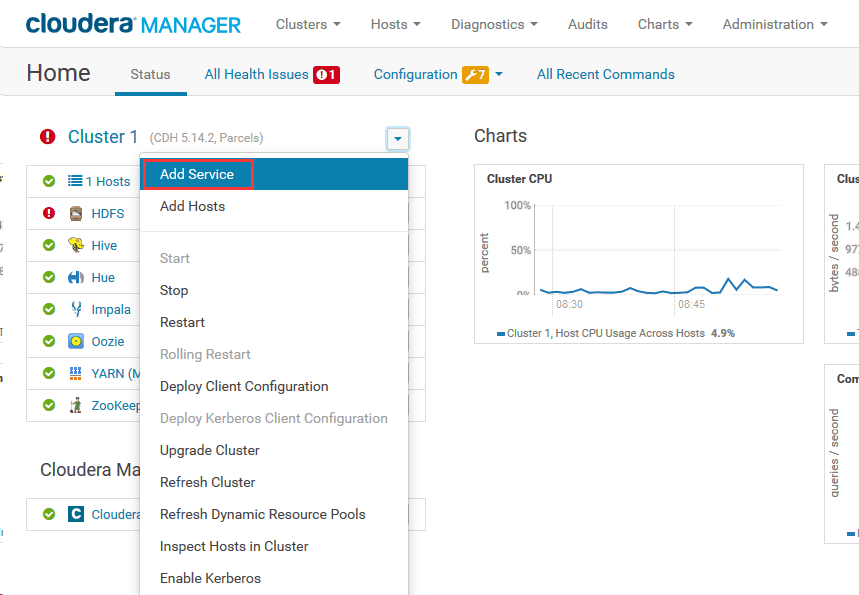 cloudera MANAGER
Clusters
Hosts
Diagnostics
Audits
Charts
Administration
Home
Status
All Health Issues
1
Configuration
7
All Recent Commands
Cluster 1 (CDH 5.14.2, Parcels)
1 Hosts
HDFS
Hive
Hue
Impala
Oozie
YARN (M
ZooKeep
Cloudera Ma
Cloudera
Add Service
Add Hosts
Start
Stop
Restart
Rolling Restart
Deploy Client Configuration
Deploy Kerberos Client Configuration
Upgrade Cluster
Refresh Cluster
Refresh Dynamic Resource Pools
Inspect Hosts in Cluster
Enable Kerberos
Charts
Cluster CPU
percent
100%
50%
0%
08:30
08:45
Cluster 1, Host CPU Usage Across Hosts 4.9%
Clus
bytes / second
1.4
977
488
Com
queries / second